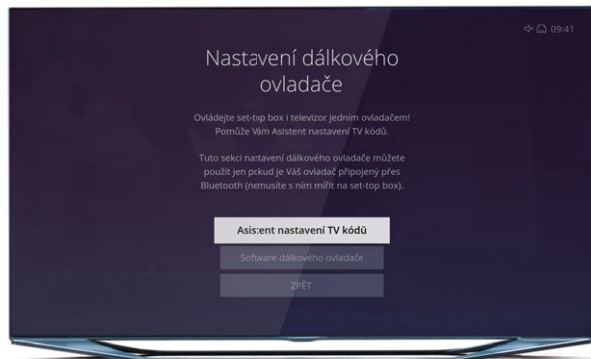 09:41
Nastavení dálkového
ovladače
Ovládejte set-top box i televizor jedním ovladačem!
Pomůže Vám Asistent nastavení TV kódů.
Tuto sekci nastavení dálkového ovladače můžete
použít jen pokud je Váš ovladač připojený přes
Bluetooth (nemusíte s ním mířit na set-top box).
Asistent nastavení TV kódů
Software dálkového ovladače
ZPĚT